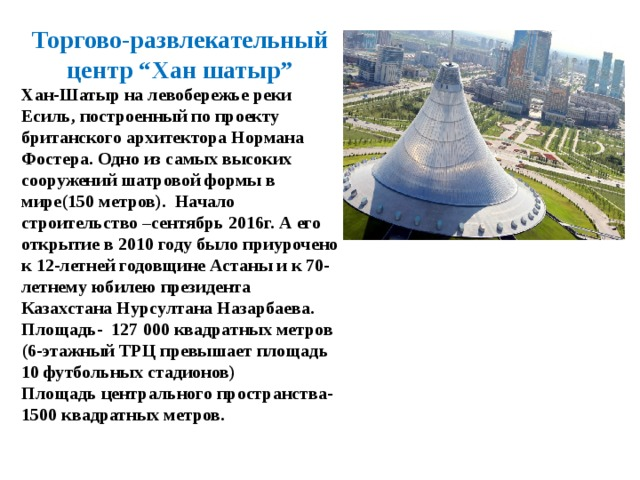 Торгово-развлекательный
центр “Хан шатыр”
Хан-Шатыр на левобережье реки
Есиль, построенный по проекту
британского архитектора Нормана
Фостера. Одно из самых высоких
сооружений шатровой формы в
мире(150 метров).  Начало
строительство –сентябрь 2016г. А его
открытие в 2010 году было приурочено
к 12-летней годовщине Астаны и к 70-
летнему юбилею президента
Казахстана Нурсултана Назарбаева.
Площадь-  127 000 квадратных метров
(6-этажный ТРЦ превышает площадь
10 футбольных стадионов)
Площадь центрального пространства-
1500 квадратных метров.